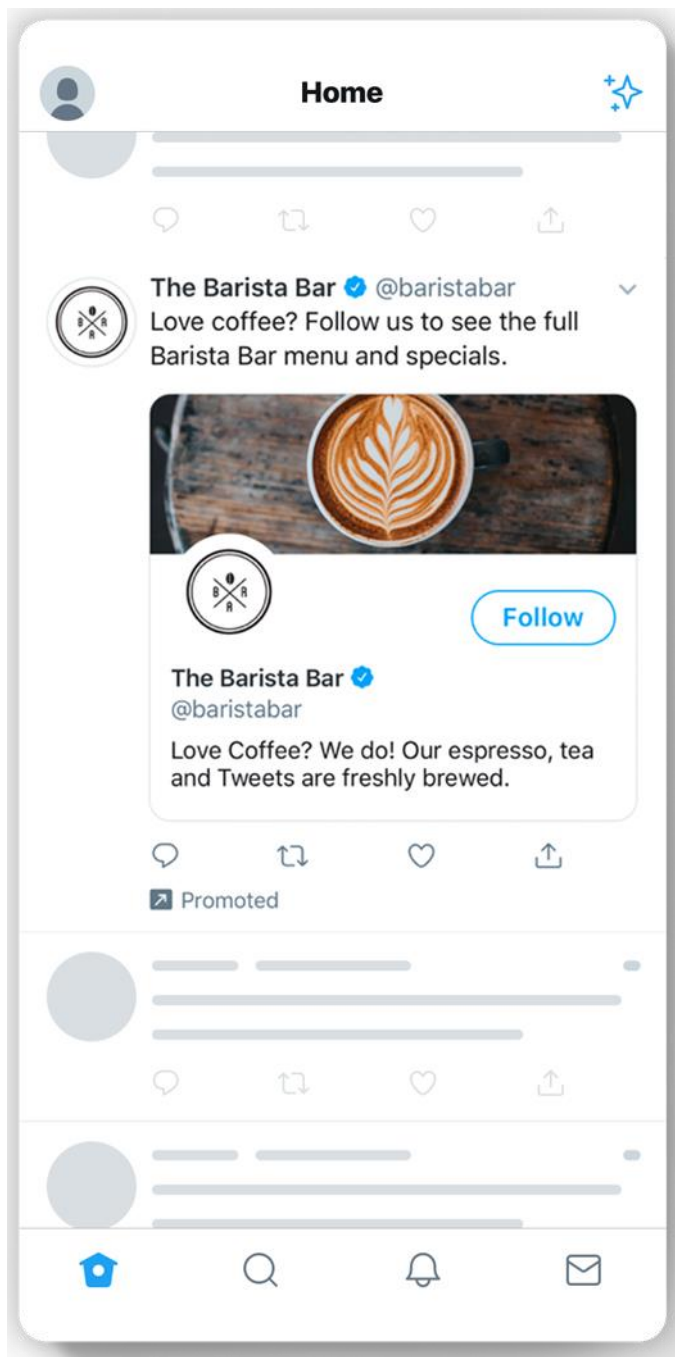 Home
The Barista Bar @baristabar
Love coffee? Follow us to see the full
Barista Bar menu and specials.
B A R A
B A R A
Follow
The Barista Bar
@baristabar
Love Coffee? We do! Our espresso, tea
and Tweets are freshly brewed.
Promoted